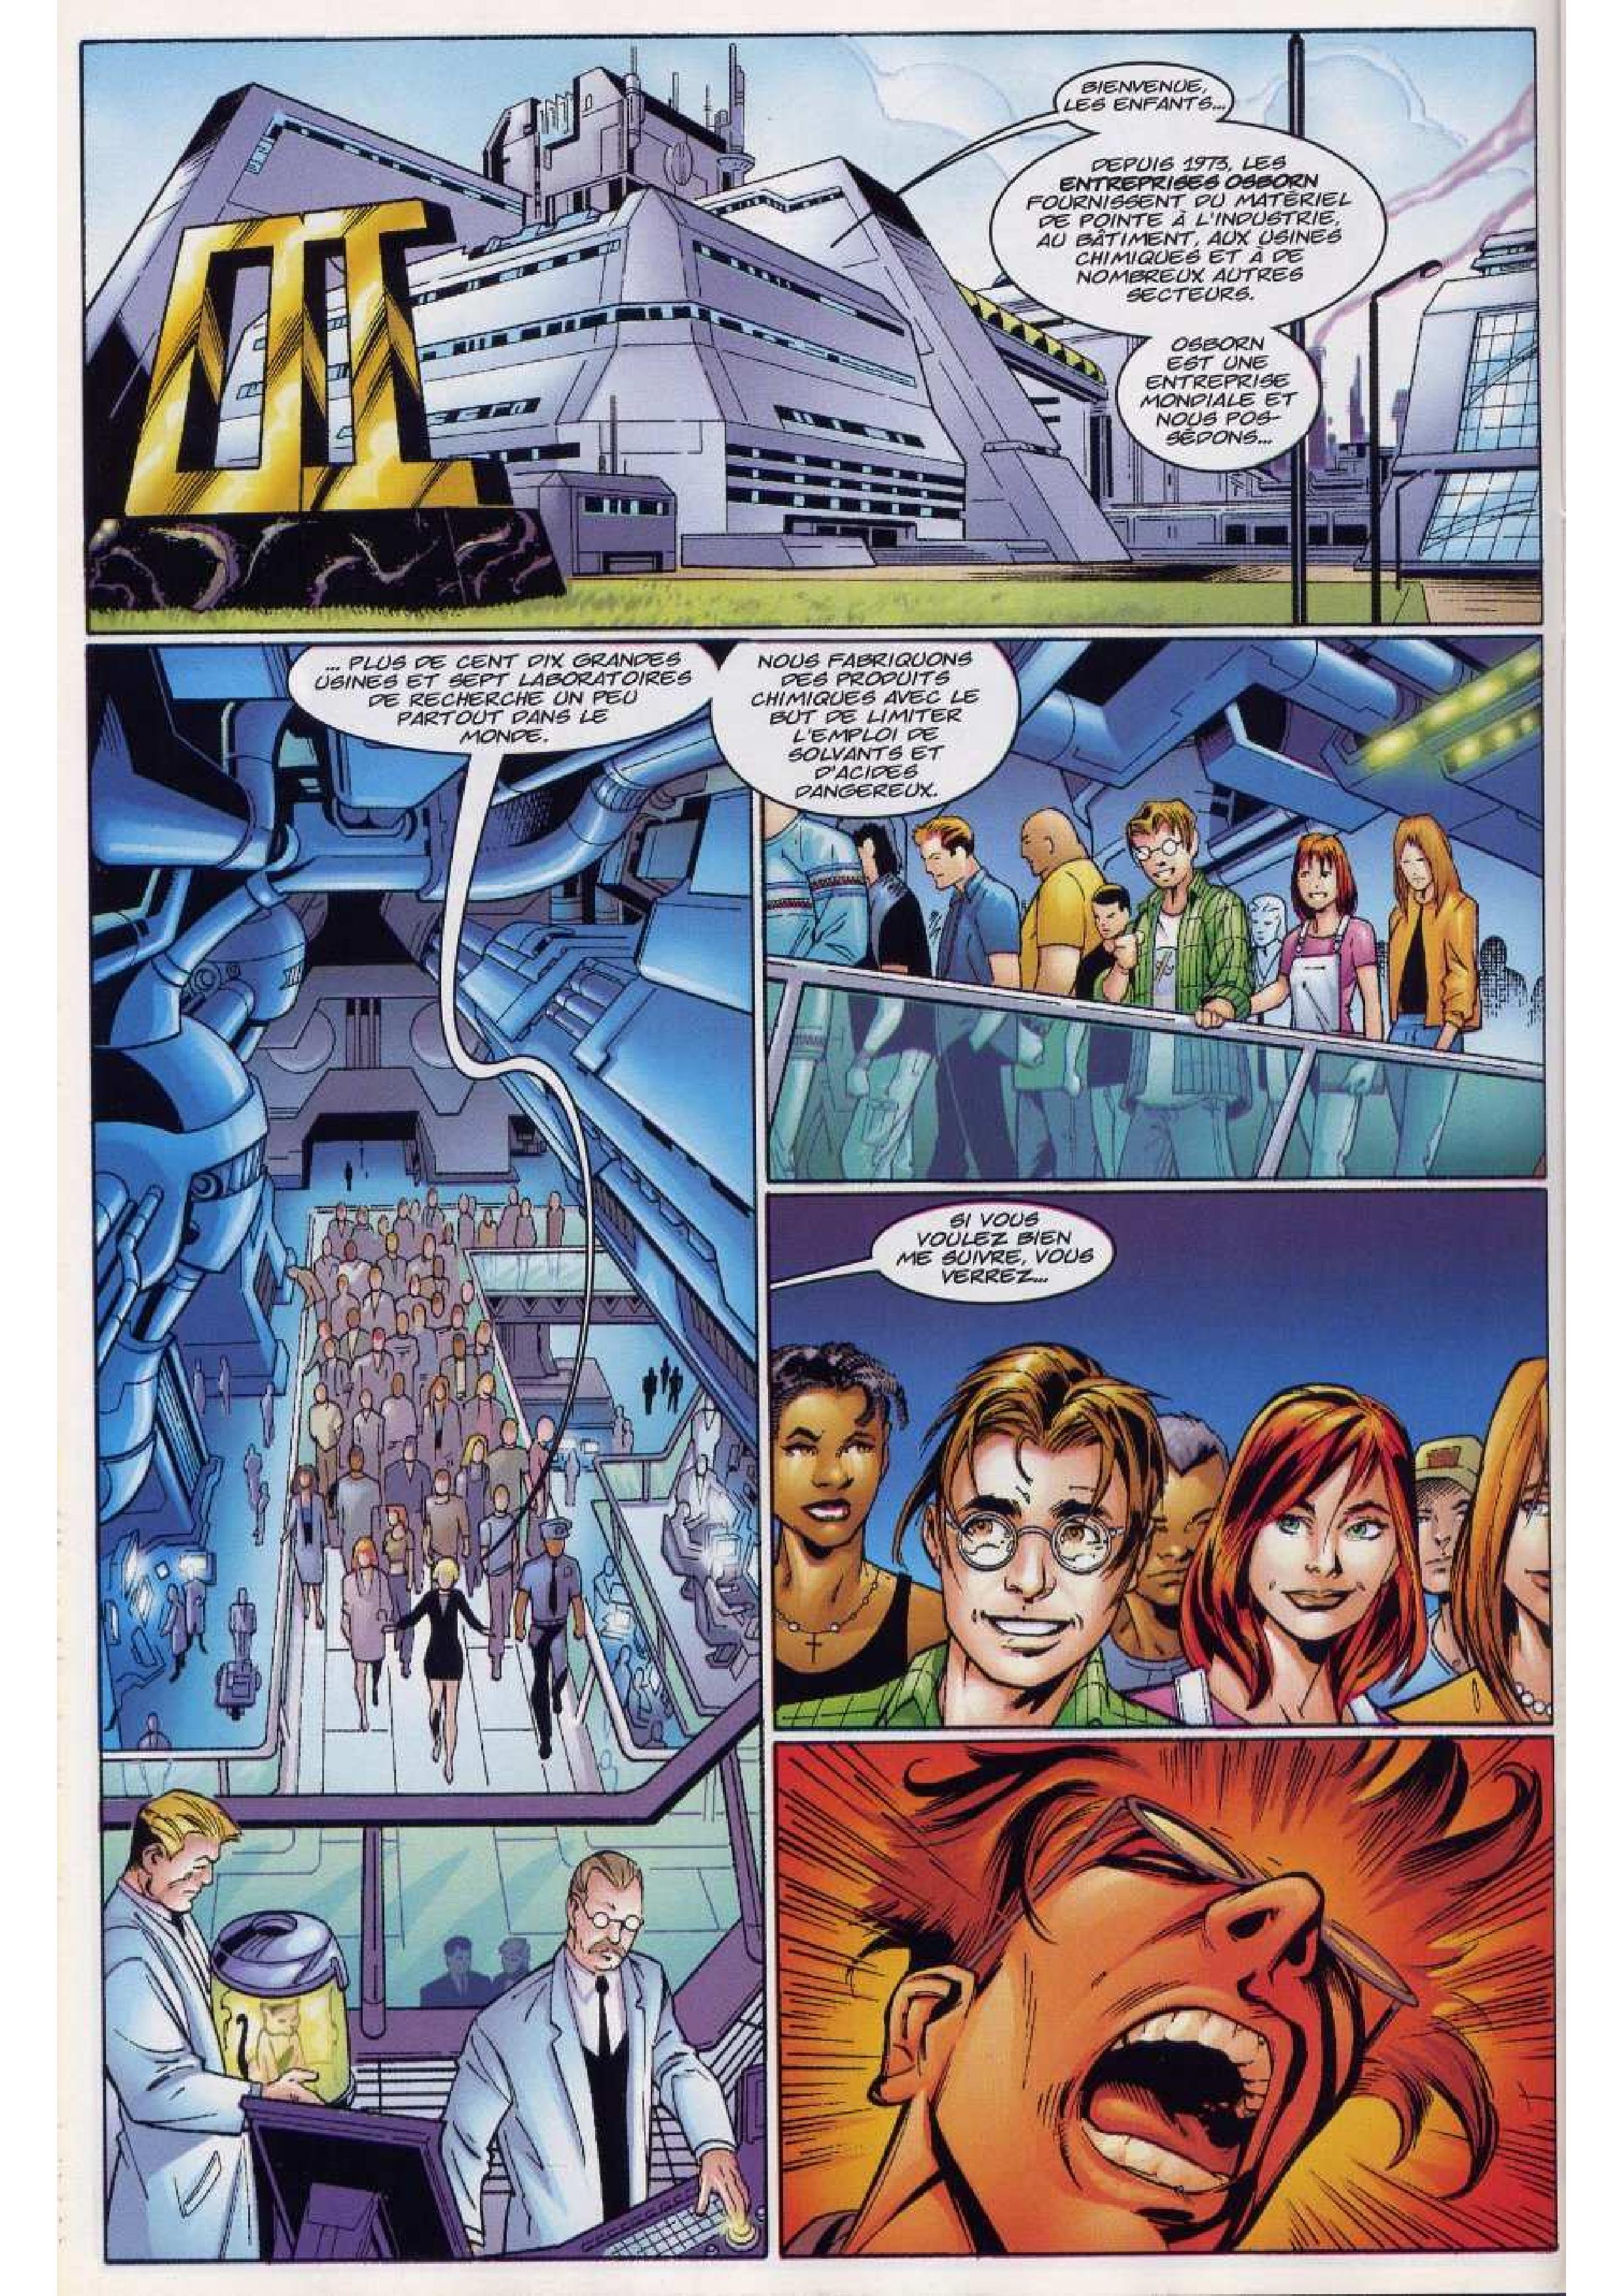 BIENVENUE,
LES ENFANTS...
DEPUIS 1973, LES
ENTREPRISES OSBORN
FOURNISSENT DU MATÉRIEL
DE POINTE À L'INDUSTRIE,
AU BÂTIMENT, AUX USINES
CHIMIQUES ET À DE
NOMBREUX AUTRES
SECTEURS.
OSBORN
EST UNE
ENTREPRISE
MONDIALE ET
NOUS POS-
SÉDONS...
... PLUS DE CENT DIX GRANDES
USINES ET SEPT LABORATOIRES
DE RECHERCHE UN PEU
PARTOUT DANS LE
MONDE.
NOUS FABRIQUONS
DES PRODUITS
CHIMIQUES AVEC LE
BUT DE LIMITER
L'EMPLOI DE
SOLVANTS ET
D'ACIDES
DANGEREUX.
SI VOUS
VOULEZ BIEN
ME SUIVRE, VOUS
VERREZ...